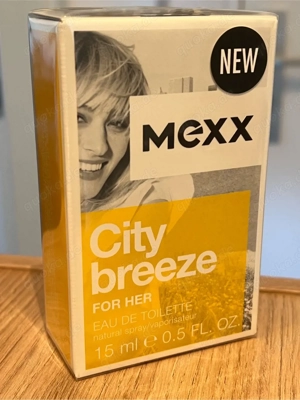 NEW
mexx
City
breeze
FOR HER
EAU DE TOILETTE
natural spray/vaporisateur
15 ml ℮ 0.5 FL. OZ.